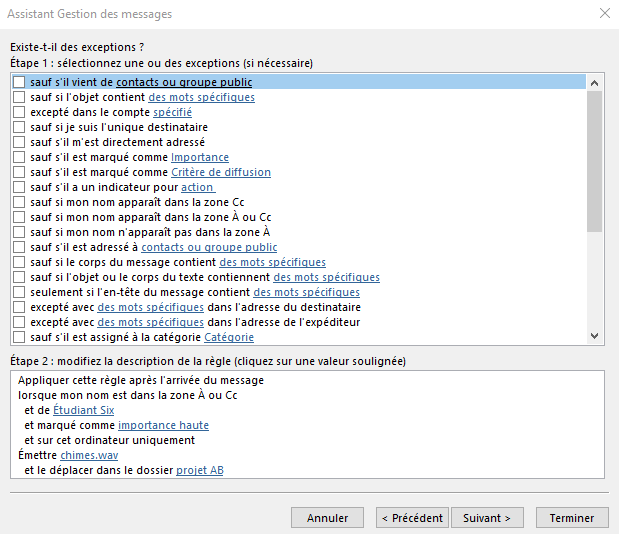 Assistant Gestion des messages
Existe-t-il des exceptions ?
Étape 1 : sélectionnez une ou des exceptions (si nécessaire)
sauf s'il vient de contacts ou groupe public
sauf si l'objet contient des mots spécifiques
excepté dans le compte spécifié
sauf si je suis l'unique destinataire
sauf s'il m'est directement adressé
sauf s'il est marqué comme Importance
sauf s'il est marqué comme Critère de diffusion
sauf s'il a un indicateur pour action
sauf si mon nom apparaît dans la zone Cc
sauf si mon nom apparaît dans la zone À ou Cc
sauf si mon nom n'apparaît pas dans la zone À
sauf s'il est adressé à contacts ou groupe public
sauf si le corps du message contient des mots spécifiques
sauf si l'objet ou le corps du texte contiennent des mots spécifiques
seulement si l'en-tête du message contient des mots spécifiques
excepté avec des mots spécifiques dans l'adresse du destinataire
excepté avec des mots spécifiques dans l'adresse de l'expéditeur
sauf s'il est assigné à la catégorie Catégorie
Étape 2 : modifiez la description de la règle (cliquez sur une valeur soulignée)
Appliquer cette règle après l'arrivée du message
lorsque mon nom est dans la zone À ou Cc
et de Étudiant Six
et marqué comme importance haute
et sur cet ordinateur uniquement
Émettre chimes.wav
et le déplacer dans le dossier projet AB
Annuler < Précédent Suivant > Terminer